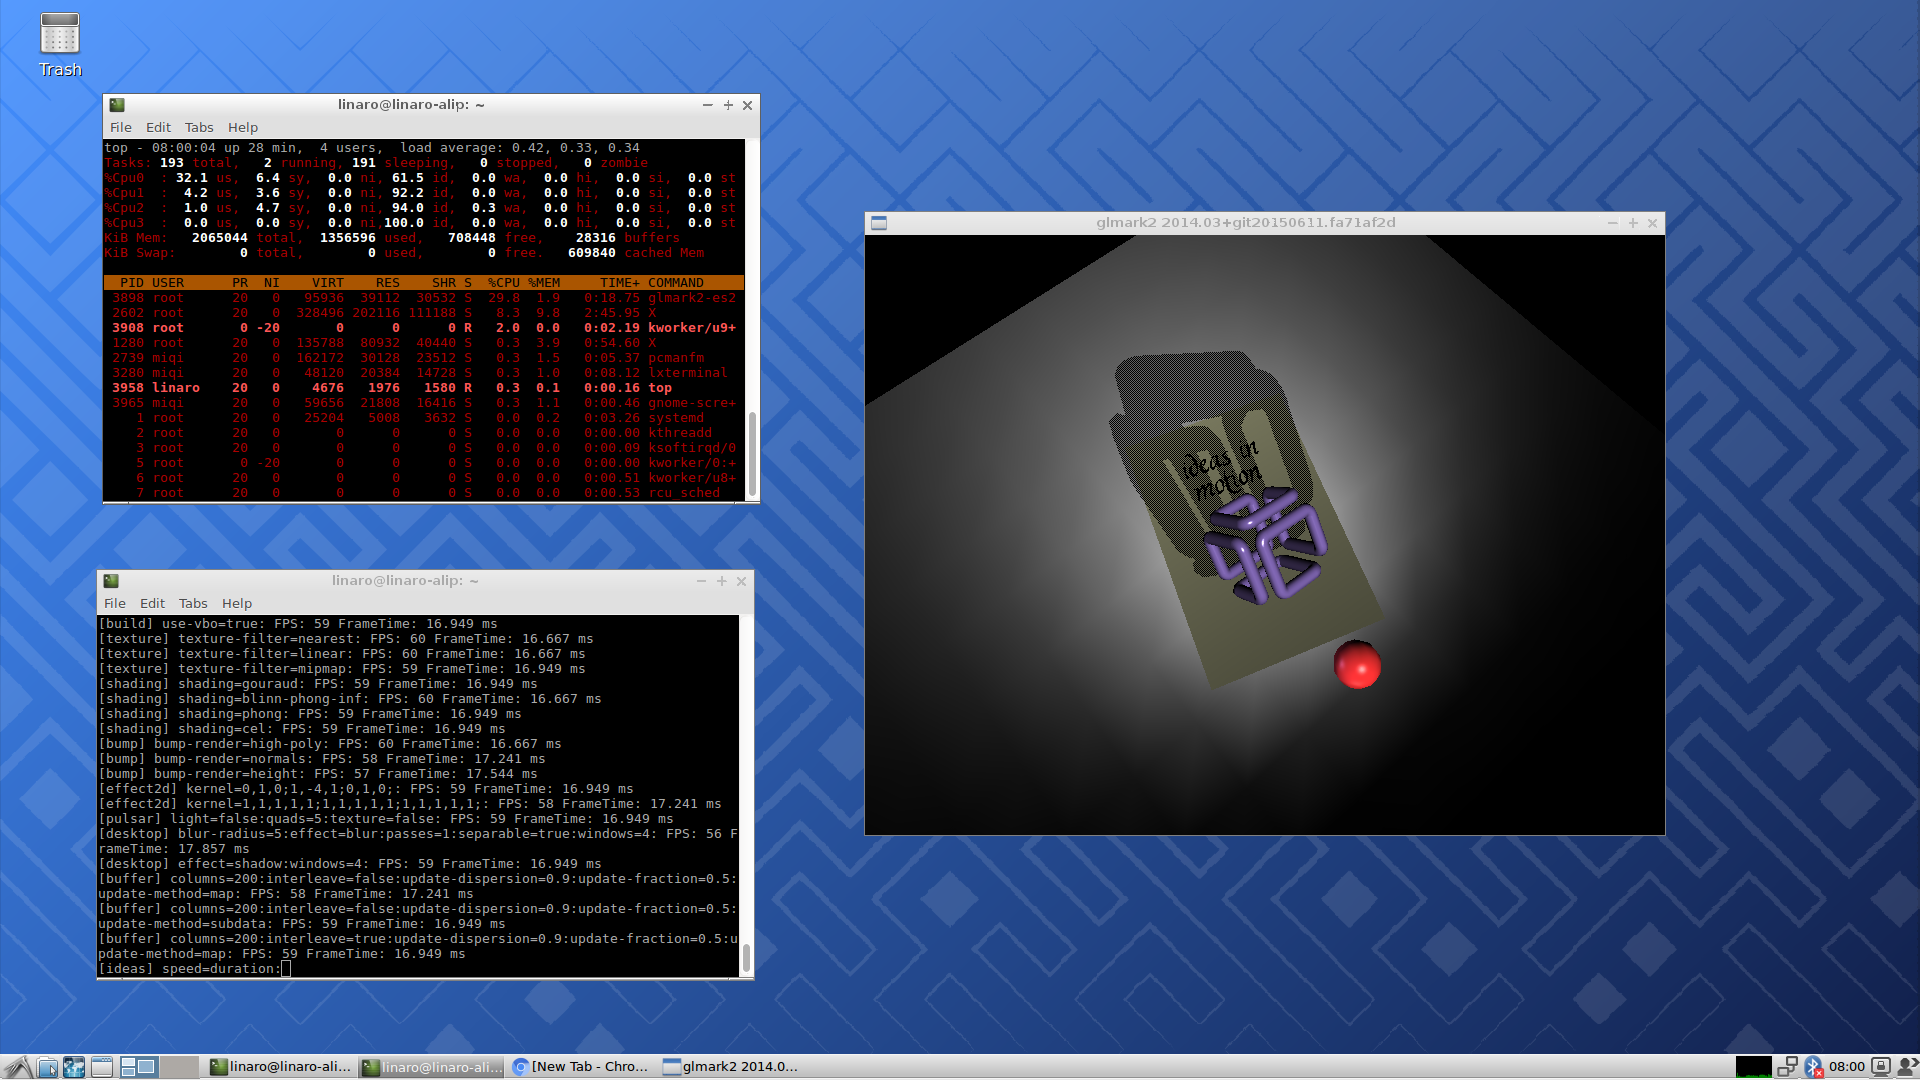 Trash
linaro@linaro-alip: ~
File Edit Tabs Help
top - 08:00:04 up 28 min,  4 users,  load average: 0.42, 0.33, 0.34
Tasks: 193 total,   2 running, 191 sleeping,   0 stopped,   0 zombie
%Cpu0  : 32.1 us,  6.4 sy,  0.0 ni, 61.5 id,  0.0 wa,  0.0 hi,  0.0 si,  0.0 st
%Cpu1  :  4.2 us,  3.6 sy,  0.0 ni, 92.2 id,  0.0 wa,  0.0 hi,  0.0 si,  0.0 st
%Cpu2  :  1.0 us,  4.7 sy,  0.0 ni, 94.0 id,  0.3 wa,  0.0 hi,  0.0 si,  0.0 st
%Cpu3  :  0.0 us,  0.0 sy,  0.0 ni,100.0 id,  0.0 wa,  0.0 hi,  0.0 si,  0.0 st
KiB Mem:   2065044 total,  1356596 used,   708448 free,    28316 buffers
KiB Swap:        0 total,        0 used,        0 free.   609840 cached Mem
PID USER      PR  NI    VIRT    RES    SHR S  %CPU %MEM     TIME+ COMMAND
3898 root      20   0   95936  39112  30532 S  29.8  1.9   0:18.75 glmark2-es2
2602 root      20   0  328496 202116 111188 S   8.3  9.8   2:45.95 X
3908 root       0 -20       0      0      0 R   2.0  0.0   0:02.19 kworker/u9+
1280 root      20   0  135788  80932  40440 S   0.3  3.9   0:54.60 X
2739 miqi      20   0  162172  30128  23512 S   0.3  1.5   0:05.37 pcmanfm
3280 miqi      20   0   48120  20384  14728 S   0.3  1.0   0:08.12 lxterminal
3958 linaro    20   0    4676   1976   1580 R   0.3  0.1   0:00.16 top
3965 miqi      20   0   59656  21808  16416 S   0.3  1.1   0:00.46 gnome-scre+
1 root      20   0   25204   5008   3632 S   0.0  0.2   0:03.26 systemd
2 root      20   0       0      0      0 S   0.0  0.0   0:00.00 kthreadd
3 root      20   0       0      0      0 S   0.0  0.0   0:00.09 ksoftirqd/0
5 root       0 -20       0      0      0 S   0.0  0.0   0:00.00 kworker/0:+
6 root      20   0       0      0      0 S   0.0  0.0   0:00.51 kworker/u8+
7 root      20   0       0      0      0 S   0.0  0.0   0:00.53 rcu_sched
linaro@linaro-alip: ~
File Edit Tabs Help
[build] use-vbo=true: FPS: 59 FrameTime: 16.949 ms
[texture] texture-filter=nearest: FPS: 60 FrameTime: 16.667 ms
[texture] texture-filter=linear: FPS: 60 FrameTime: 16.667 ms
[texture] texture-filter=mipmap: FPS: 59 FrameTime: 16.949 ms
[shading] shading=gouraud: FPS: 59 FrameTime: 16.949 ms
[shading] shading=blinn-phong-inf: FPS: 60 FrameTime: 16.667 ms
[shading] shading=phong: FPS: 59 FrameTime: 16.949 ms
[shading] shading=cel: FPS: 59 FrameTime: 16.949 ms
[bump] bump-render=high-poly: FPS: 60 FrameTime: 16.667 ms
[bump] bump-render=normals: FPS: 58 FrameTime: 17.241 ms
[bump] bump-render=height: FPS: 57 FrameTime: 17.544 ms
[effect2d] kernel=0,1,0;1,-4,1;0,1,0;: FPS: 59 FrameTime: 16.949 ms
[effect2d] kernel=1,1,1,1,1;1,1,1,1,1;1,1,1,1,1;: FPS: 58 FrameTime: 17.241 ms
[pulsar] light=false:quads=5:texture=false: FPS: 59 FrameTime: 16.949 ms
[desktop] blur-radius=5:effect=blur:passes=1:separable=true:windows=4: FPS: 56 F
rameTime: 17.857 ms
[desktop] effect=shadow:windows=4: FPS: 59 FrameTime: 16.949 ms
[buffer] columns=200:interleave=false:update-dispersion=0.9:update-fraction=0.5:
update-method=map: FPS: 58 FrameTime: 17.241 ms
[buffer] columns=200:interleave=false:update-dispersion=0.9:update-fraction=0.5:
update-method=subdata: FPS: 59 FrameTime: 16.949 ms
[buffer] columns=200:interleave=true:update-dispersion=0.9:update-fraction=0.5:u
pdate-method=map: FPS: 59 FrameTime: 16.949 ms
[ideas] speed=duration:
glmark2 2014.03+git20150611.fa71af2d
ideas in
motion
linaro@linaro-ali...
linaro@linaro-ali...
[New Tab - Chro...
glmark2 2014.0...
08:00